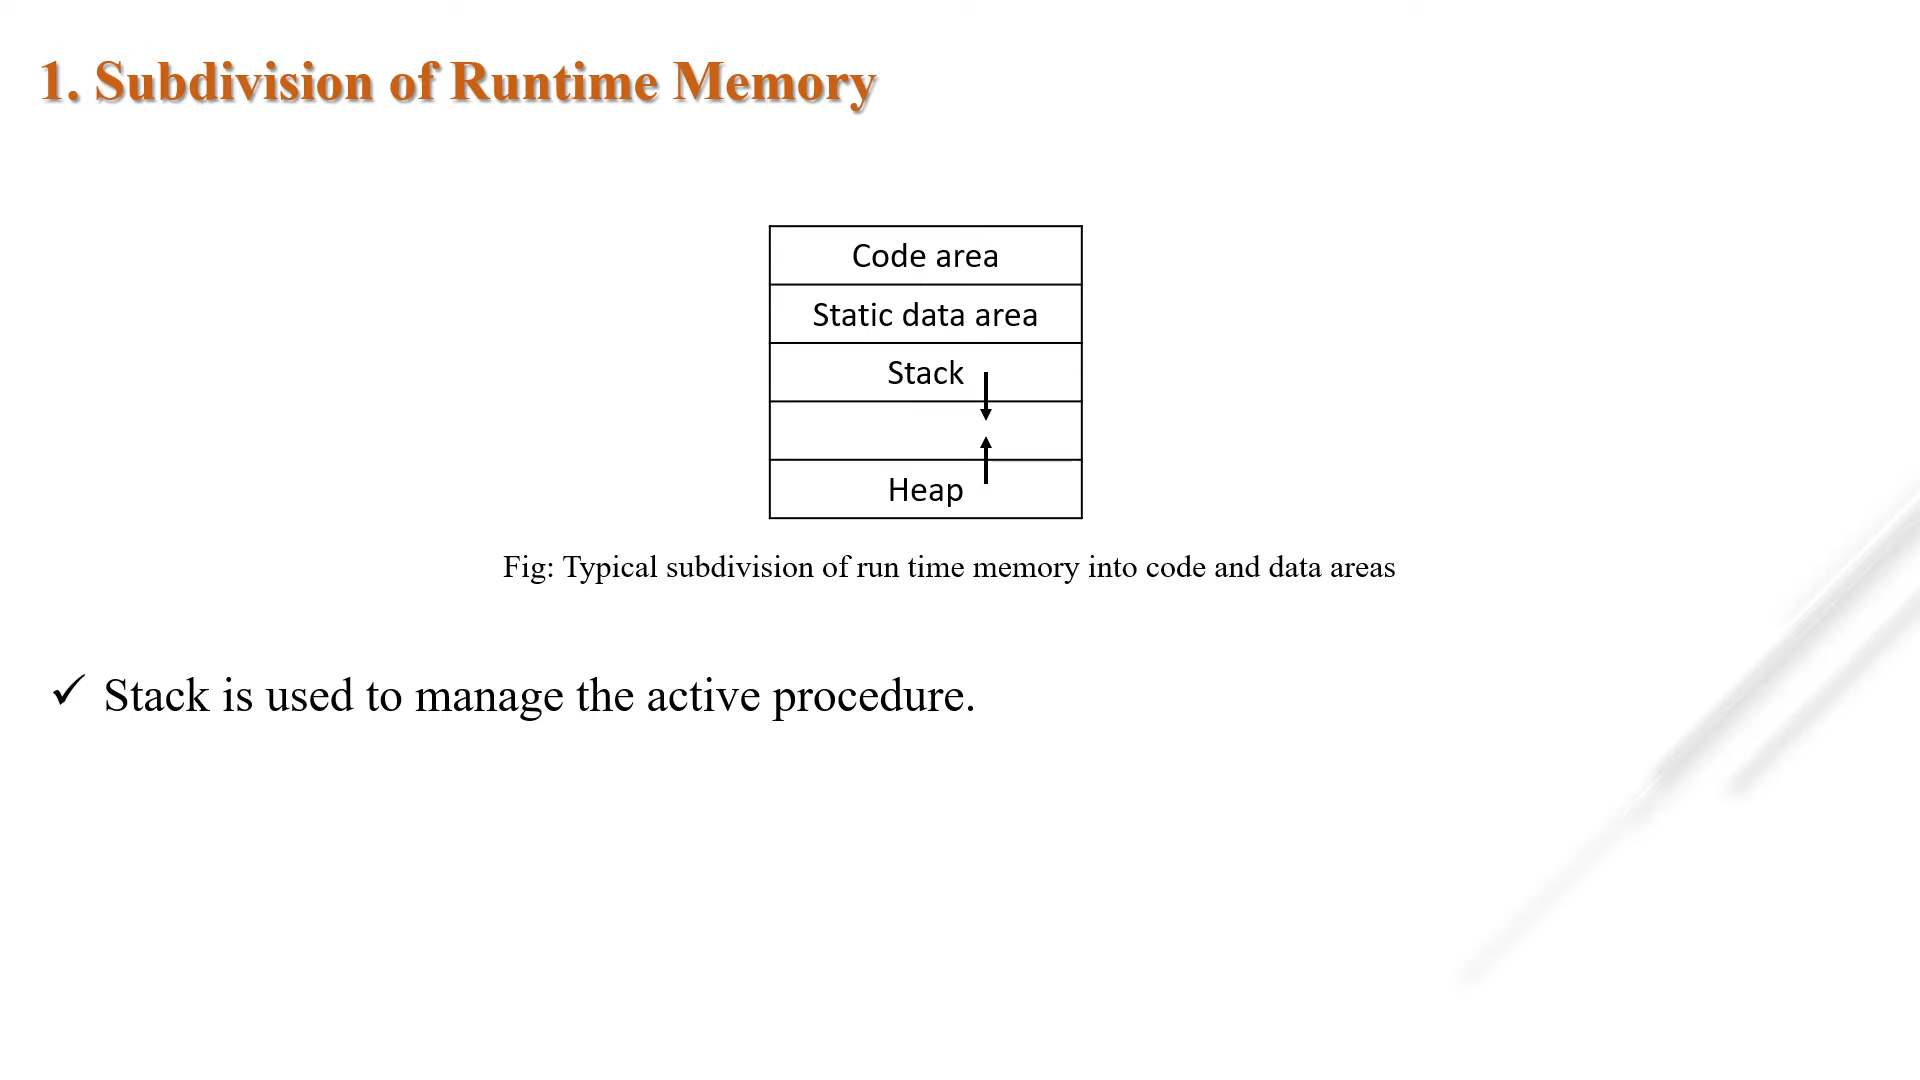 1. Subdivision of Runtime Memory
Code area
Static data area
Stack
Heap
Fig: Typical subdivision of run time memory into code and data areas
✓ Stack is used to manage the active procedure.